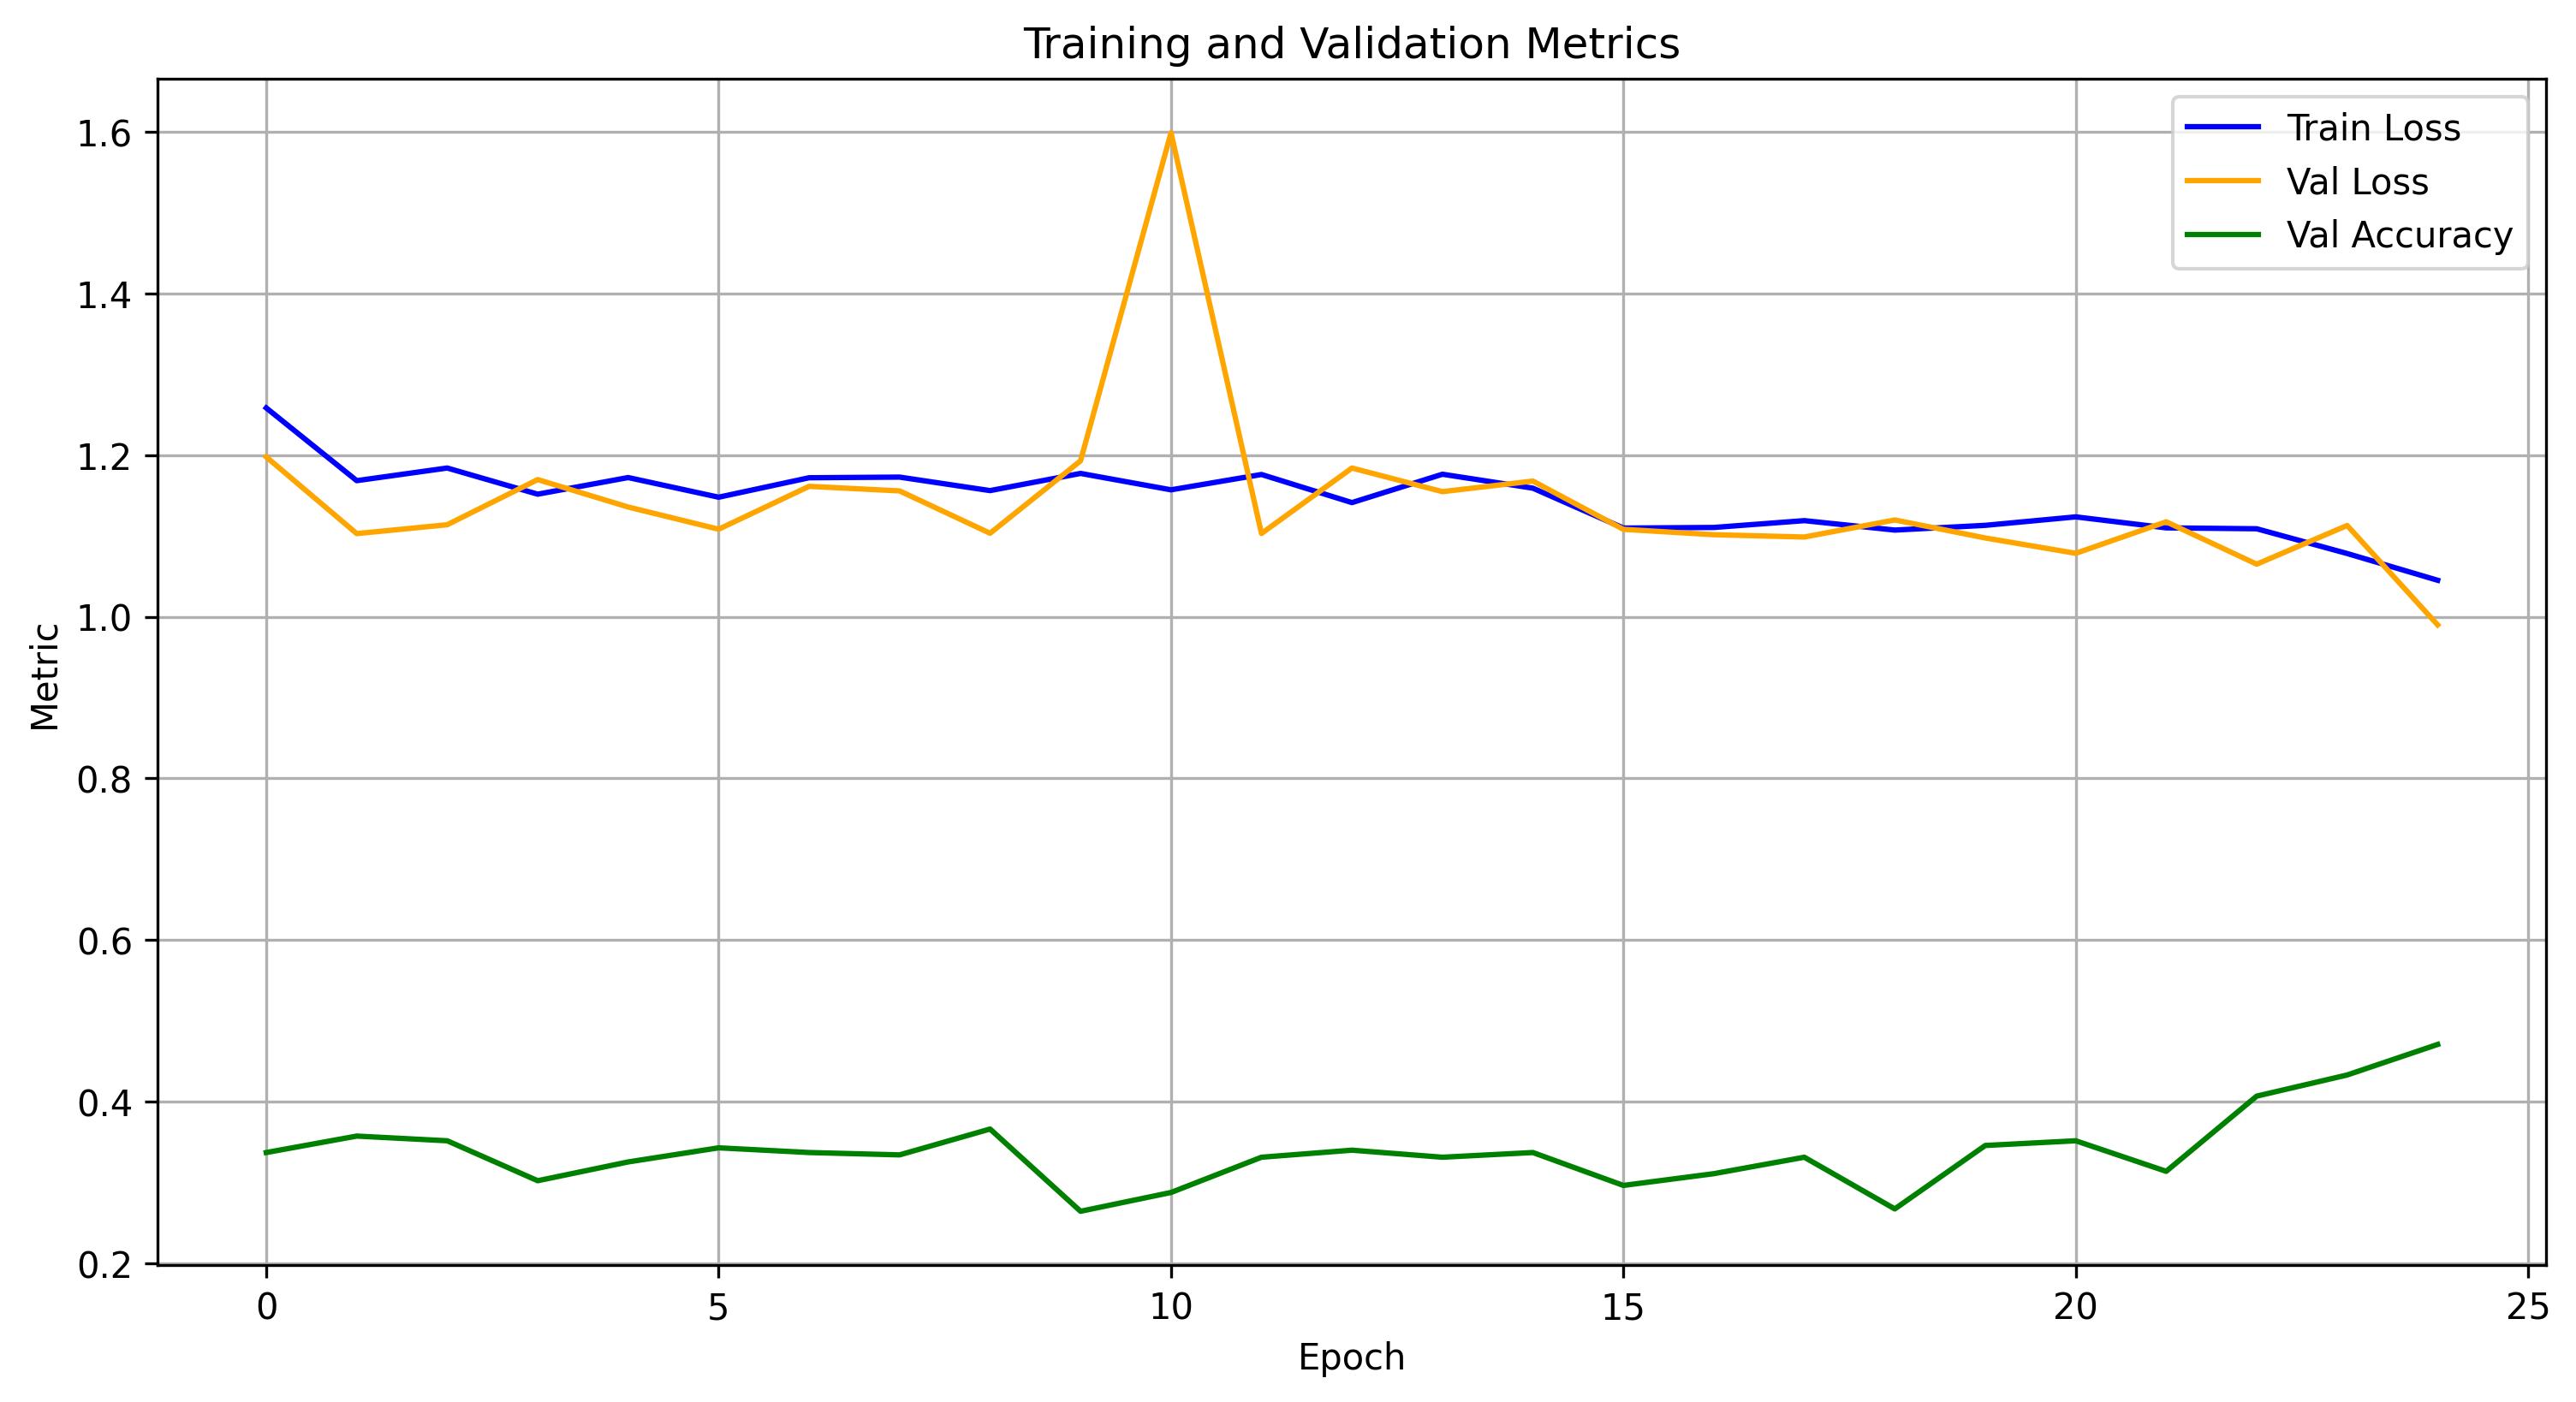 Training and Validation Metrics
Train Loss
Val Loss
Val Accuracy
Metric
1.6
1.4
1.2
1.0
0.8
0.6
0.4
0.2
0 5 10 15 20 25
Epoch